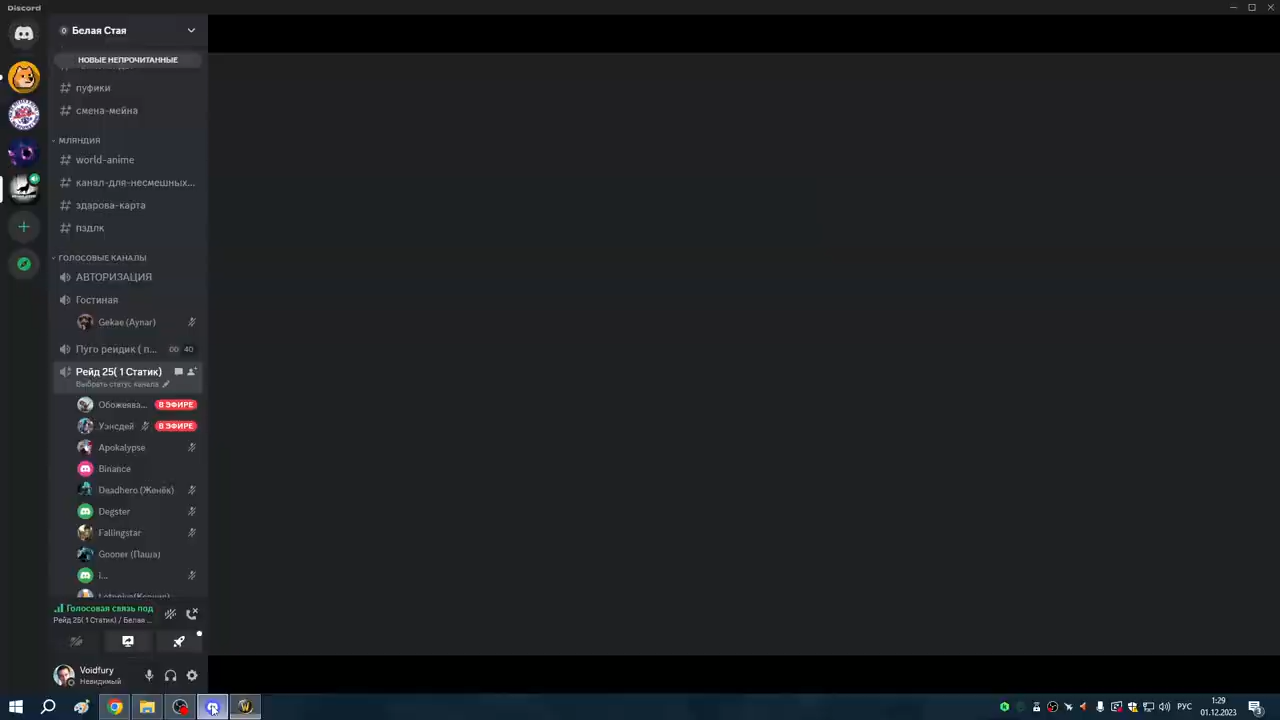 Discord
Белая Стая
НОВЫЕ НЕПРОЧИТАННЫЕ
пуфики
смена-мейна
МЛЯНДИЯ
world-anime
канал-для-несмешных...
здарова-карта
пздлк
ГОЛОСОВЫЕ КАНАЛЫ
АВТОРИЗАЦИЯ
Гостиная
Gekae (Aynar)
Пуго рейдик ( п... 00 40
Рейд 25( 1 Статик)
Выбрать статус канала
Обожеява... В ЭФИРЕ
Уэнсдей В ЭФИРЕ
Apokalypse
Binance
Deadhero (Женёк)
Degster
Fallingstar
Gooner (Паша)
i...
Голосовая связь под
Рейд 25( 1 Статик) / Белая ...
Voidfury
Невидимый
РУС
1:29
01.12.2023